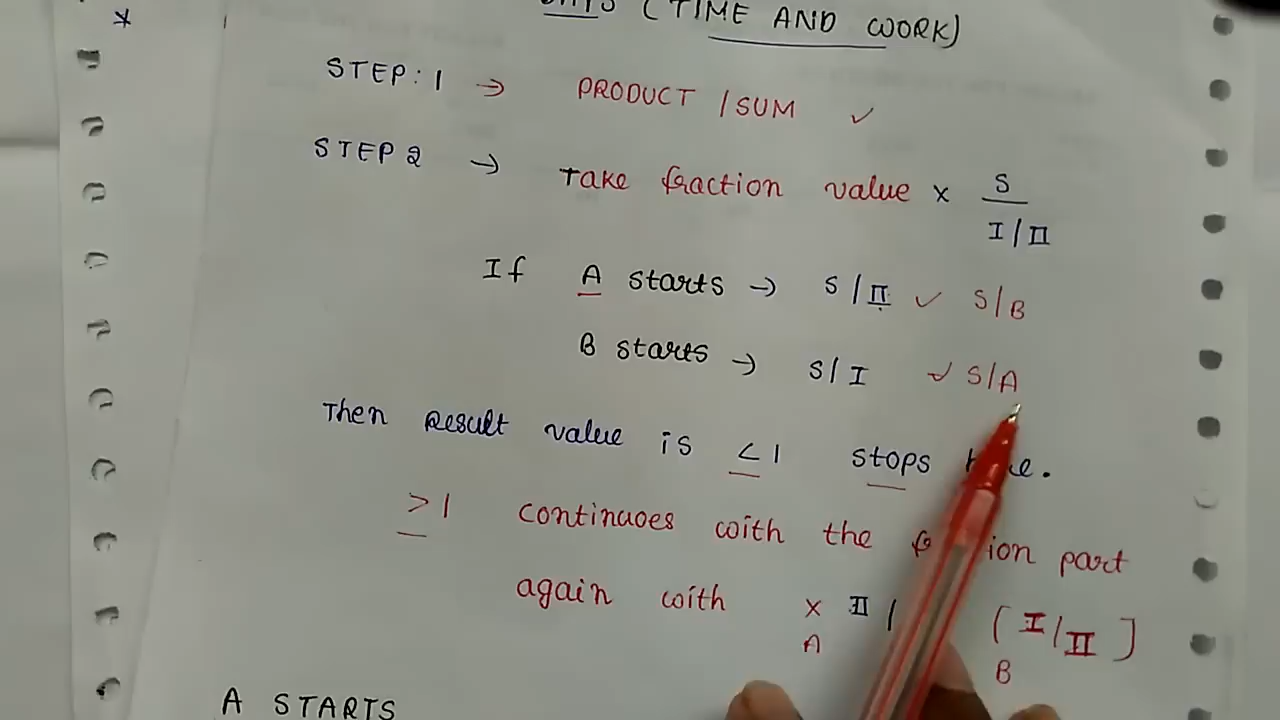 (TIME AND WORK)
STEP: 1 → PRODUCT / SUM ✓
STEP 2 → Take fraction value × S
I / II
If A starts → S / II ✓ S/B
B starts → S / I ✓ S/A
Then Result value is < 1 stops
> 1 continuoes with the part
again with × II / ( I / II )
A B
A STARTS